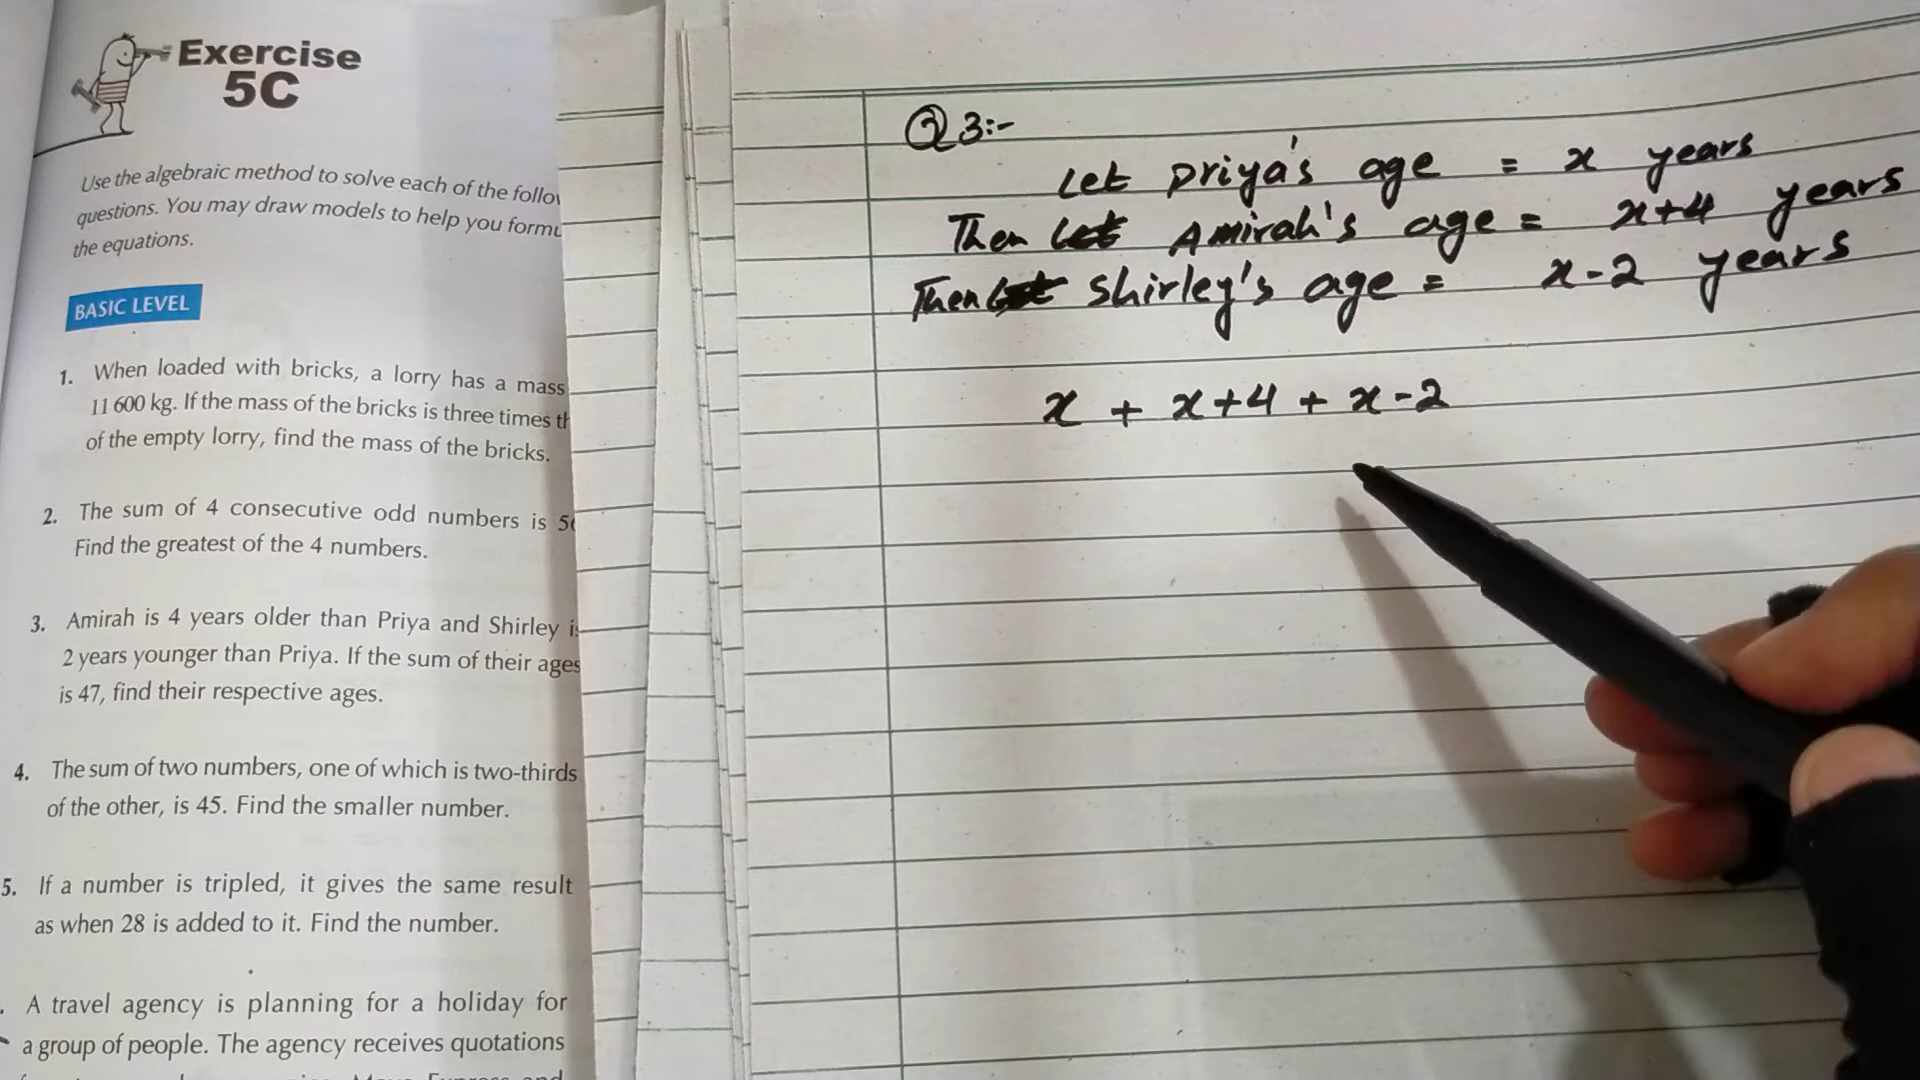 Exercise
5C
Use the algebraic method to solve each of the
questions. You may draw models to help you
the equations.
BASIC LEVEL
1. When loaded with bricks, a lorry has a mass
11 600 kg. If the mass of the bricks is three times
of the empty lorry, find the mass of the bricks.
2. The sum of 4 consecutive odd numbers is
Find the greatest of the 4 numbers.
3. Amirah is 4 years older than Priya and Shirley
2 years younger than Priya. If the sum of their ages
is 47, find their respective ages.
4. The sum of two numbers, one of which is two-thirds
of the other, is 45. Find the smaller number.
5. If a number is tripled, it gives the same result
as when 28 is added to it. Find the number.
A travel agency is planning for a holiday for
a group of people. The agency receives quotations
Q3:-
Let Priya's age = x years
Then Amirah's age = x+4 years
Then Shirley's age = x-2 years
x + x+4 + x-2